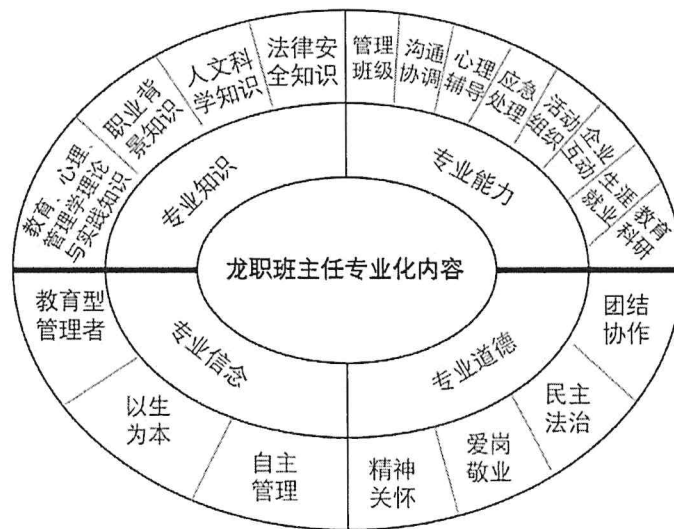 教育、心理、
管理学理论
与实践知识
职业背
景知识
人文科
学知识
法律安
全知识
管理
班级
沟通
协调
心理
辅导
应急
处理
活动
组织
企业
互动
生涯
就业
教育
科研
专业知识
专业能力
龙职班主任专业化内容
专业信念
专业道德
教育型
管理者
以生
为本
自主
管理
精神
关怀
爱岗
敬业
民主
法治
团结
协作